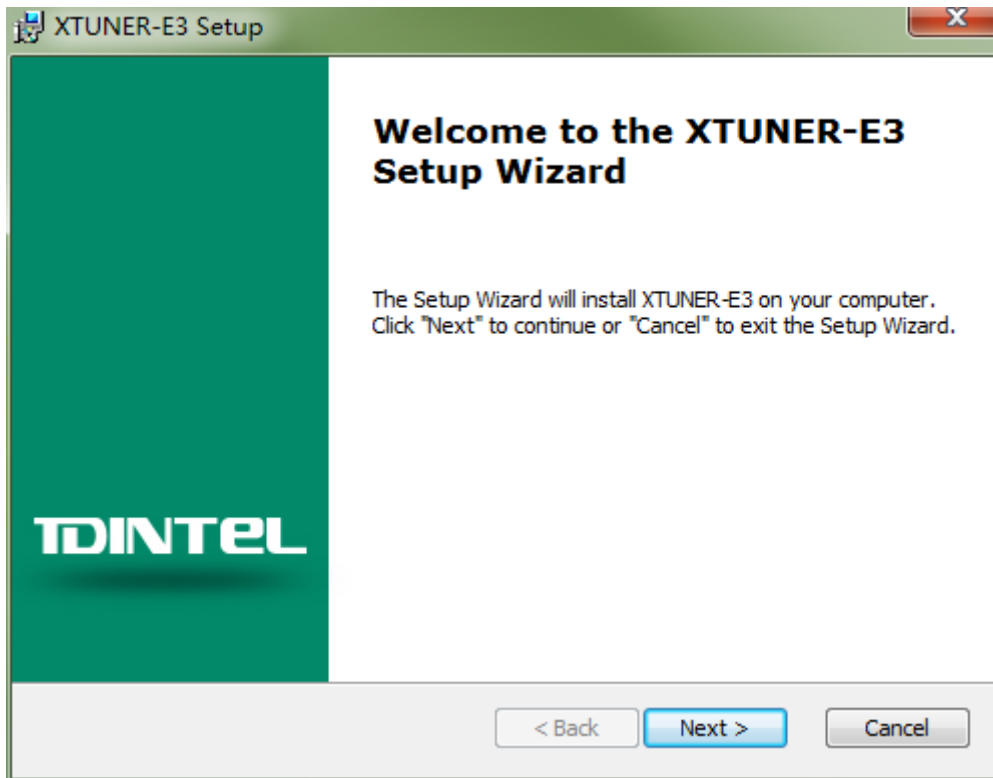 XTUNER-E3 Setup
x
Welcome to the XTUNER-E3
Setup Wizard
The Setup Wizard will install XTUNER-E3 on your computer.
Click "Next" to continue or "Cancel" to exit the Setup Wizard.
TDINTEL
< Back
Next >
Cancel